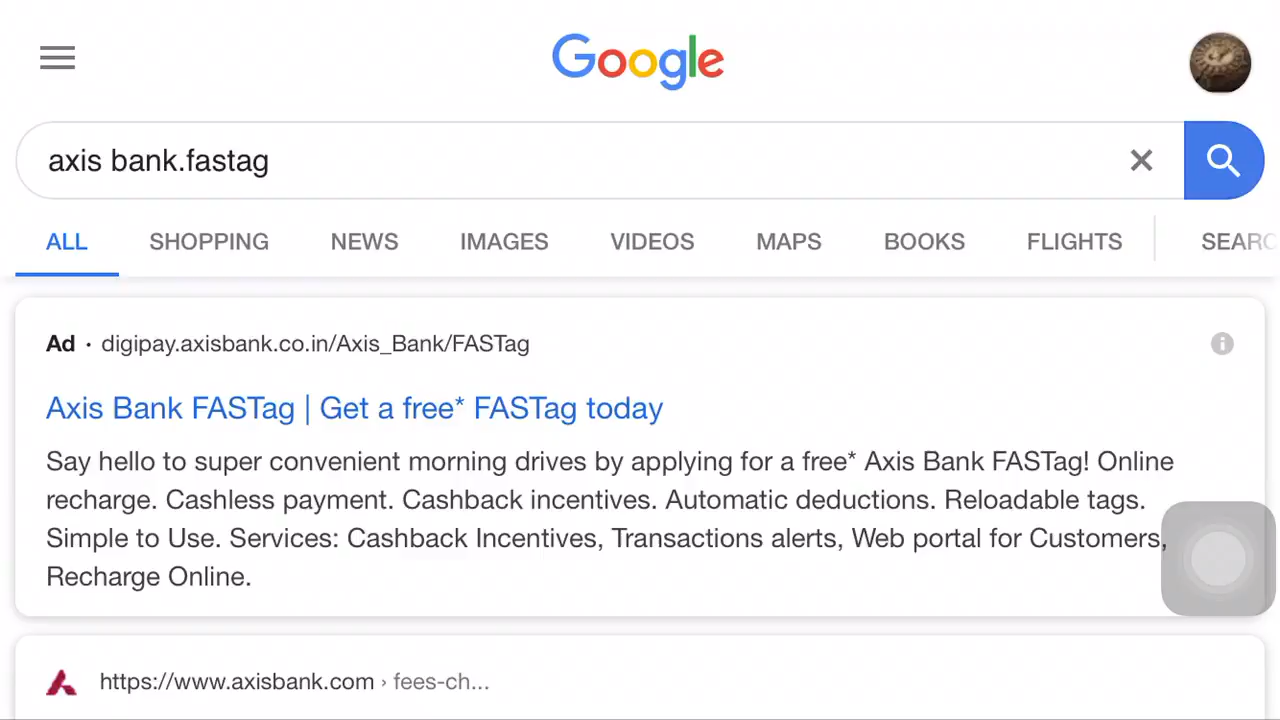 Google
axis bank.fastag
ALL SHOPPING NEWS IMAGES VIDEOS MAPS BOOKS FLIGHTS SEARC
Ad · digipay.axisbank.co.in/Axis_Bank/FASTag
Axis Bank FASTag | Get a free* FASTag today
Say hello to super convenient morning drives by applying for a free* Axis Bank FASTag! Online
recharge. Cashless payment. Cashback incentives. Automatic deductions. Reloadable tags.
Simple to Use. Services: Cashback Incentives, Transactions alerts, Web portal for Customers,
Recharge Online.
https://www.axisbank.com › fees-ch...